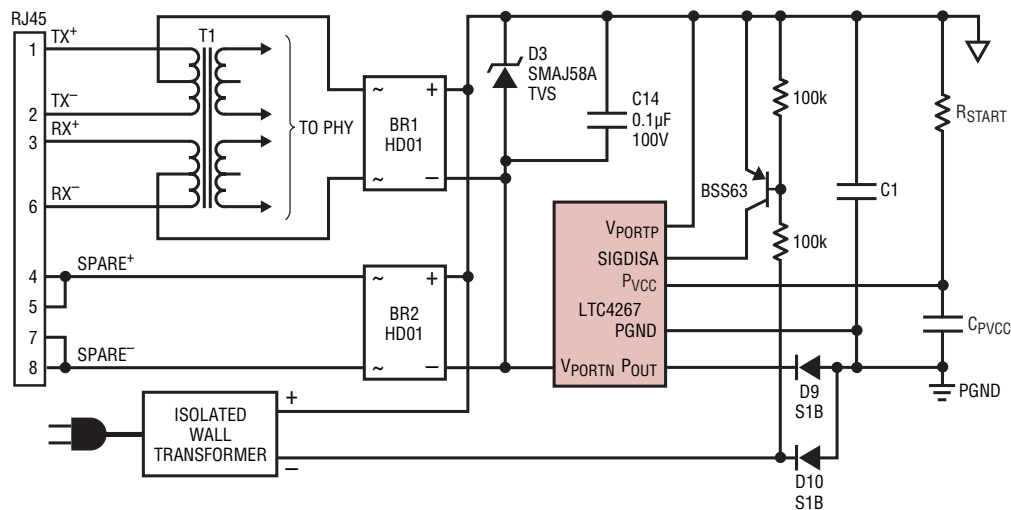 RJ45
1 TX+
2 TX–
3 RX+
6 RX–
4 SPARE+
5
7
8 SPARE–
T1
TO PHY
~ +
BR1
HD01
~ –
~ +
BR2
HD01
~ –
D3
SMAJ58A
TVS
C14
0.1µF
100V
100k
BSS63
100k
C1
RSTART
VPORTP
SIGDISA
PVCC
LTC4267
PGND
VPORTN POUT
CPVCC
PGND
D9
S1B
D10
S1B
+
ISOLATED
WALL
TRANSFORMER
–